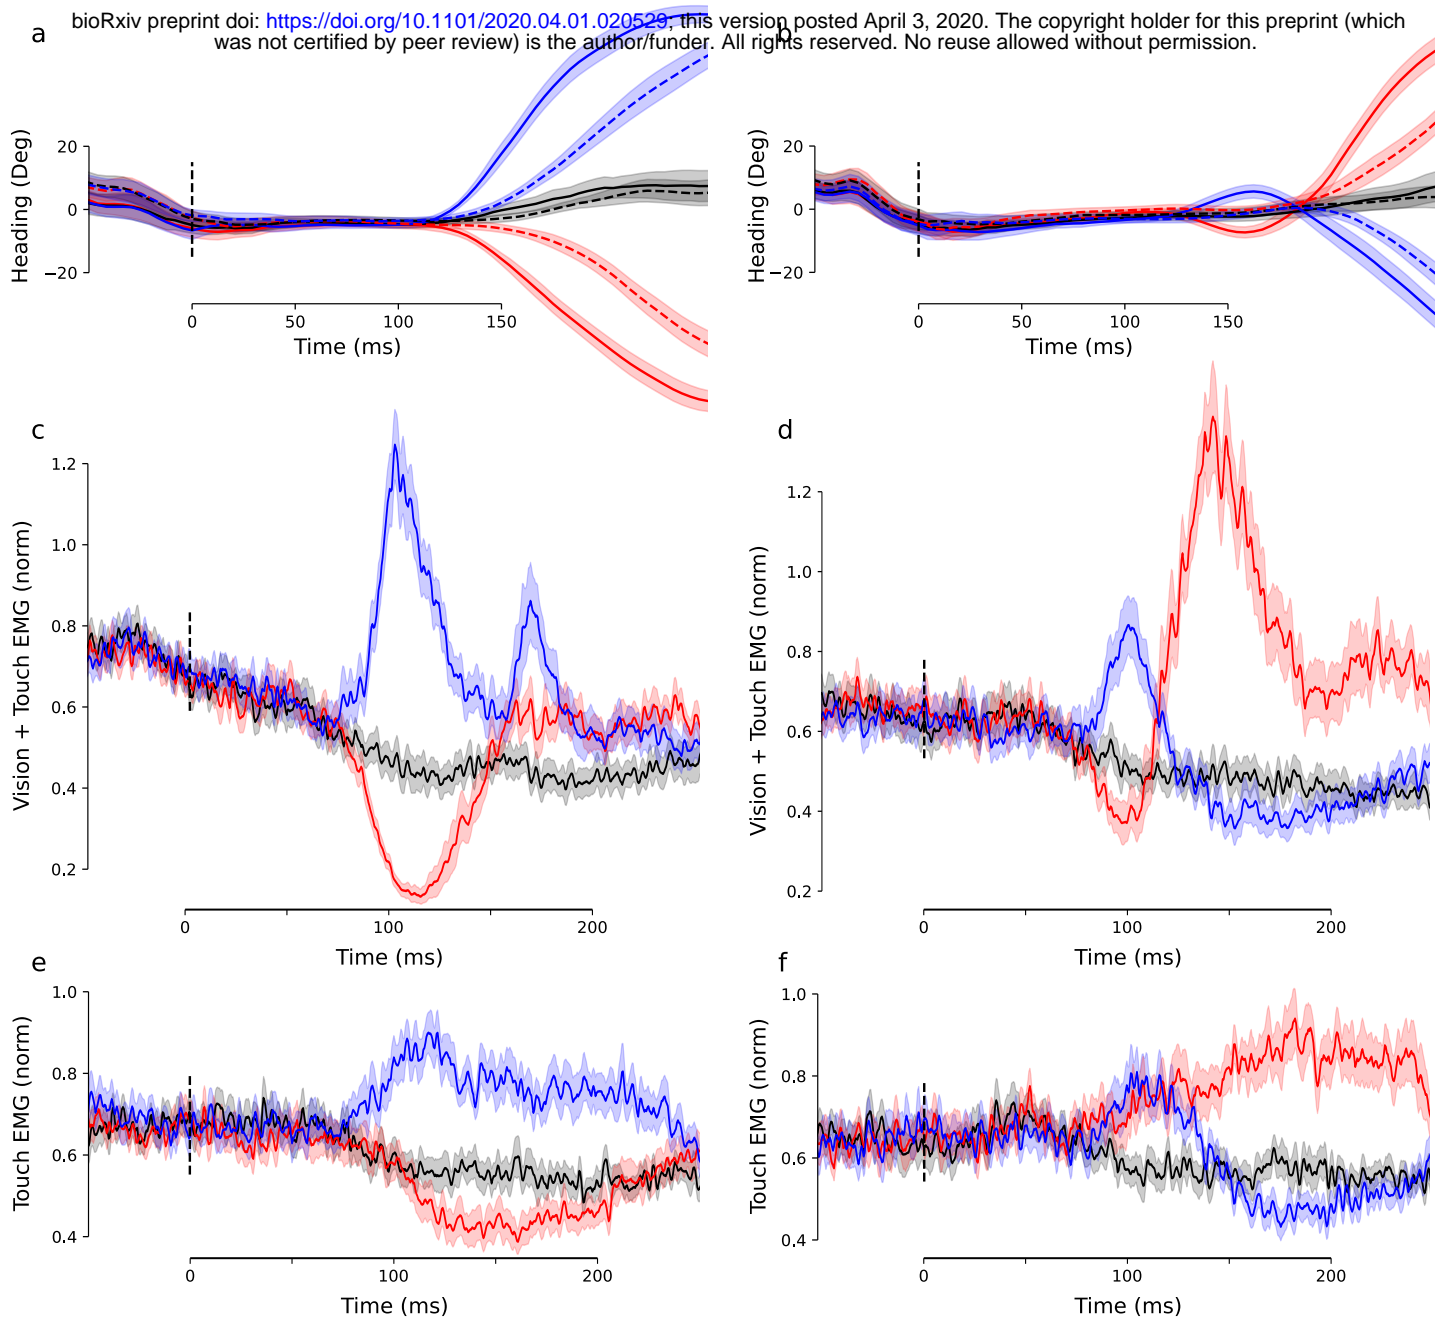 bioRxiv preprint doi: https://doi.org/10.1101/2020.04.01.020529; this version posted April 3, 2020. The copyright holder for this preprint (which
was not certified by peer review) is the author/funder. All rights reserved. No reuse allowed without permission.
a
Heading (Deg)
20
0
−20
0 50 100 150
Time (ms)
b
Heading (Deg)
20
0
−20
0 50 100 150
Time (ms)
c
Vision + Touch EMG (norm)
1.2
1.0
0.8
0.6
0.4
0.2
0 100 200
Time (ms)
d
Vision + Touch EMG (norm)
1.2
1.0
0.8
0.6
0.4
0.2
0 100 200
Time (ms)
e
Touch EMG (norm)
1.0
0.8
0.6
0.4
0 100 200
Time (ms)
f
Touch EMG (norm)
1.0
0.8
0.6
0.4
0 100 200
Time (ms)